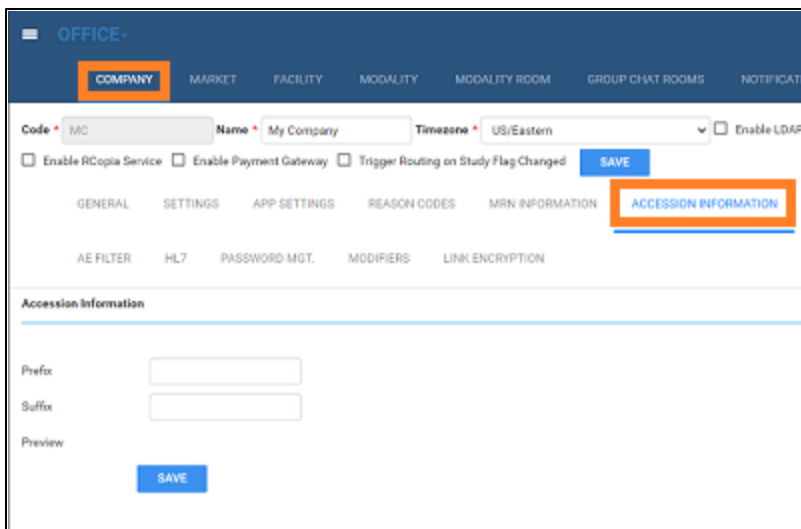 OFFICE-
COMPANY MARKET FACILITY MODALITY MODALITY ROOM GROUP CHAT ROOMS NOTIFICAT
Code * MC Name * My Company Timezone * US/Eastern Enable LDAP
Enable RCopia Service Enable Payment Gateway Trigger Routing on Study Flag Changed SAVE
GENERAL SETTINGS APP SETTINGS REASON CODES MRN INFORMATION ACCESSION INFORMATION
AE FILTER HL7 PASSWORD MGT. MODIFIERS LINK ENCRYPTION
Accession Information
Prefix
Suffix
Preview
SAVE